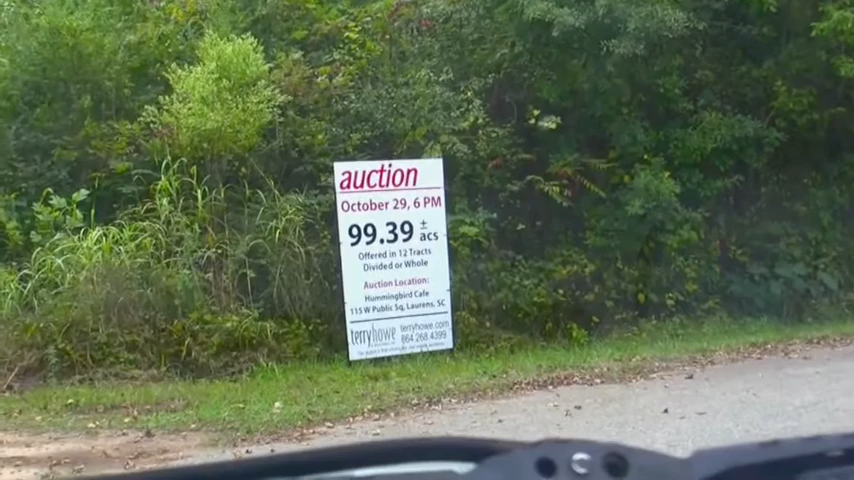 auction
October 29, 6 PM
99.39 ± acs
Offered in 12 Tracts
Divided or Whole
Auction Location:
Hummingbird Cafe
115 W Public Sq, Laurens, SC
terryhowe
terryhowe.com
864.268.4399